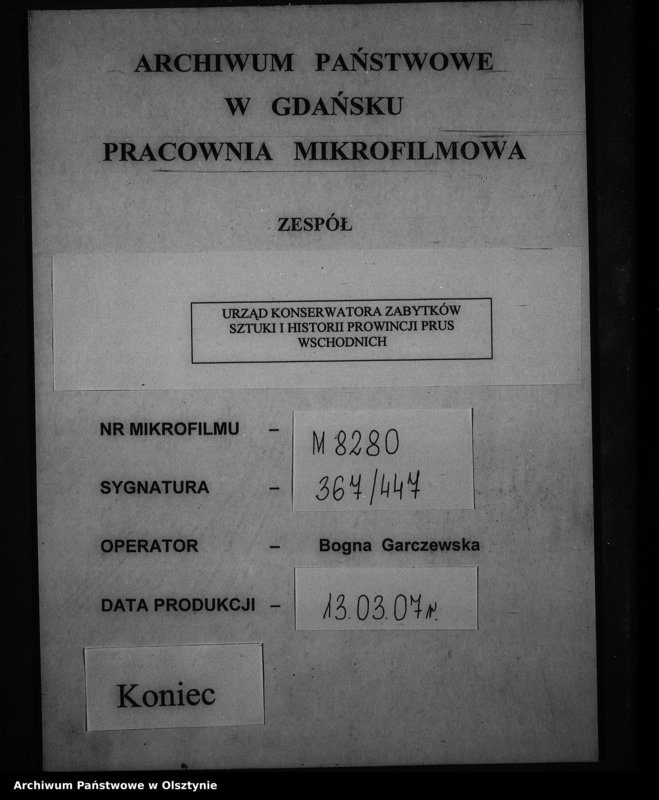 ARCHIWUM PAŃSTWOWE
W GDAŃSKU
PRACOWNIA MIKROFILMOWA
ZESPÓŁ
URZĄD KONSERWATORA ZABYTKÓW
SZTUKI I HISTORII PROWINCJI PRUS
WSCHODNICH
NR MIKROFILMU – M 8280
SYGNATURA – 367/447
OPERATOR – Bogna Garczewska
DATA PRODUKCJI – 13.03.07r.
Koniec
Archiwum Państwowe w Olsztynie